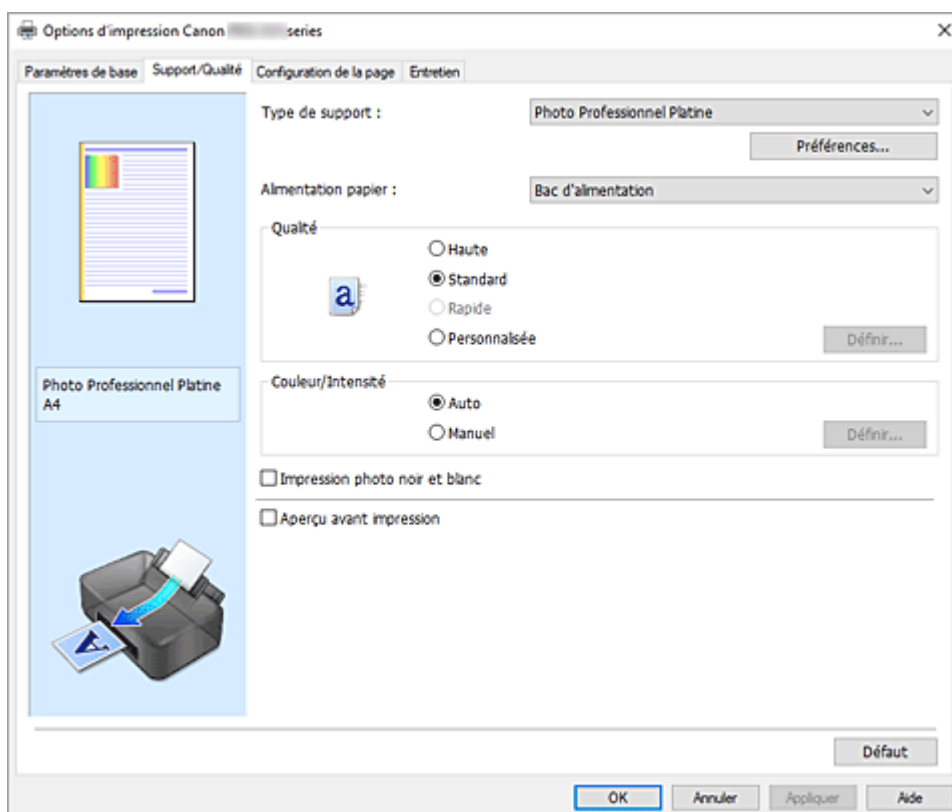 Options d'impression Canon series
Paramètres de base Support/Qualité Configuration de la page Entretien
Type de support : Photo Professionnel Platine
Préférences...
Alimentation papier : Bac d'alimentation
Qualité
Haute
a
Standard
Rapide
Personnalisée Définir...
Photo Professionnel Platine
A4
Couleur/Intensité
Auto
Manuel Définir...
Impression photo noir et blanc
Aperçu avant impression
A
Défaut
OK Annuler Appliquer Aide